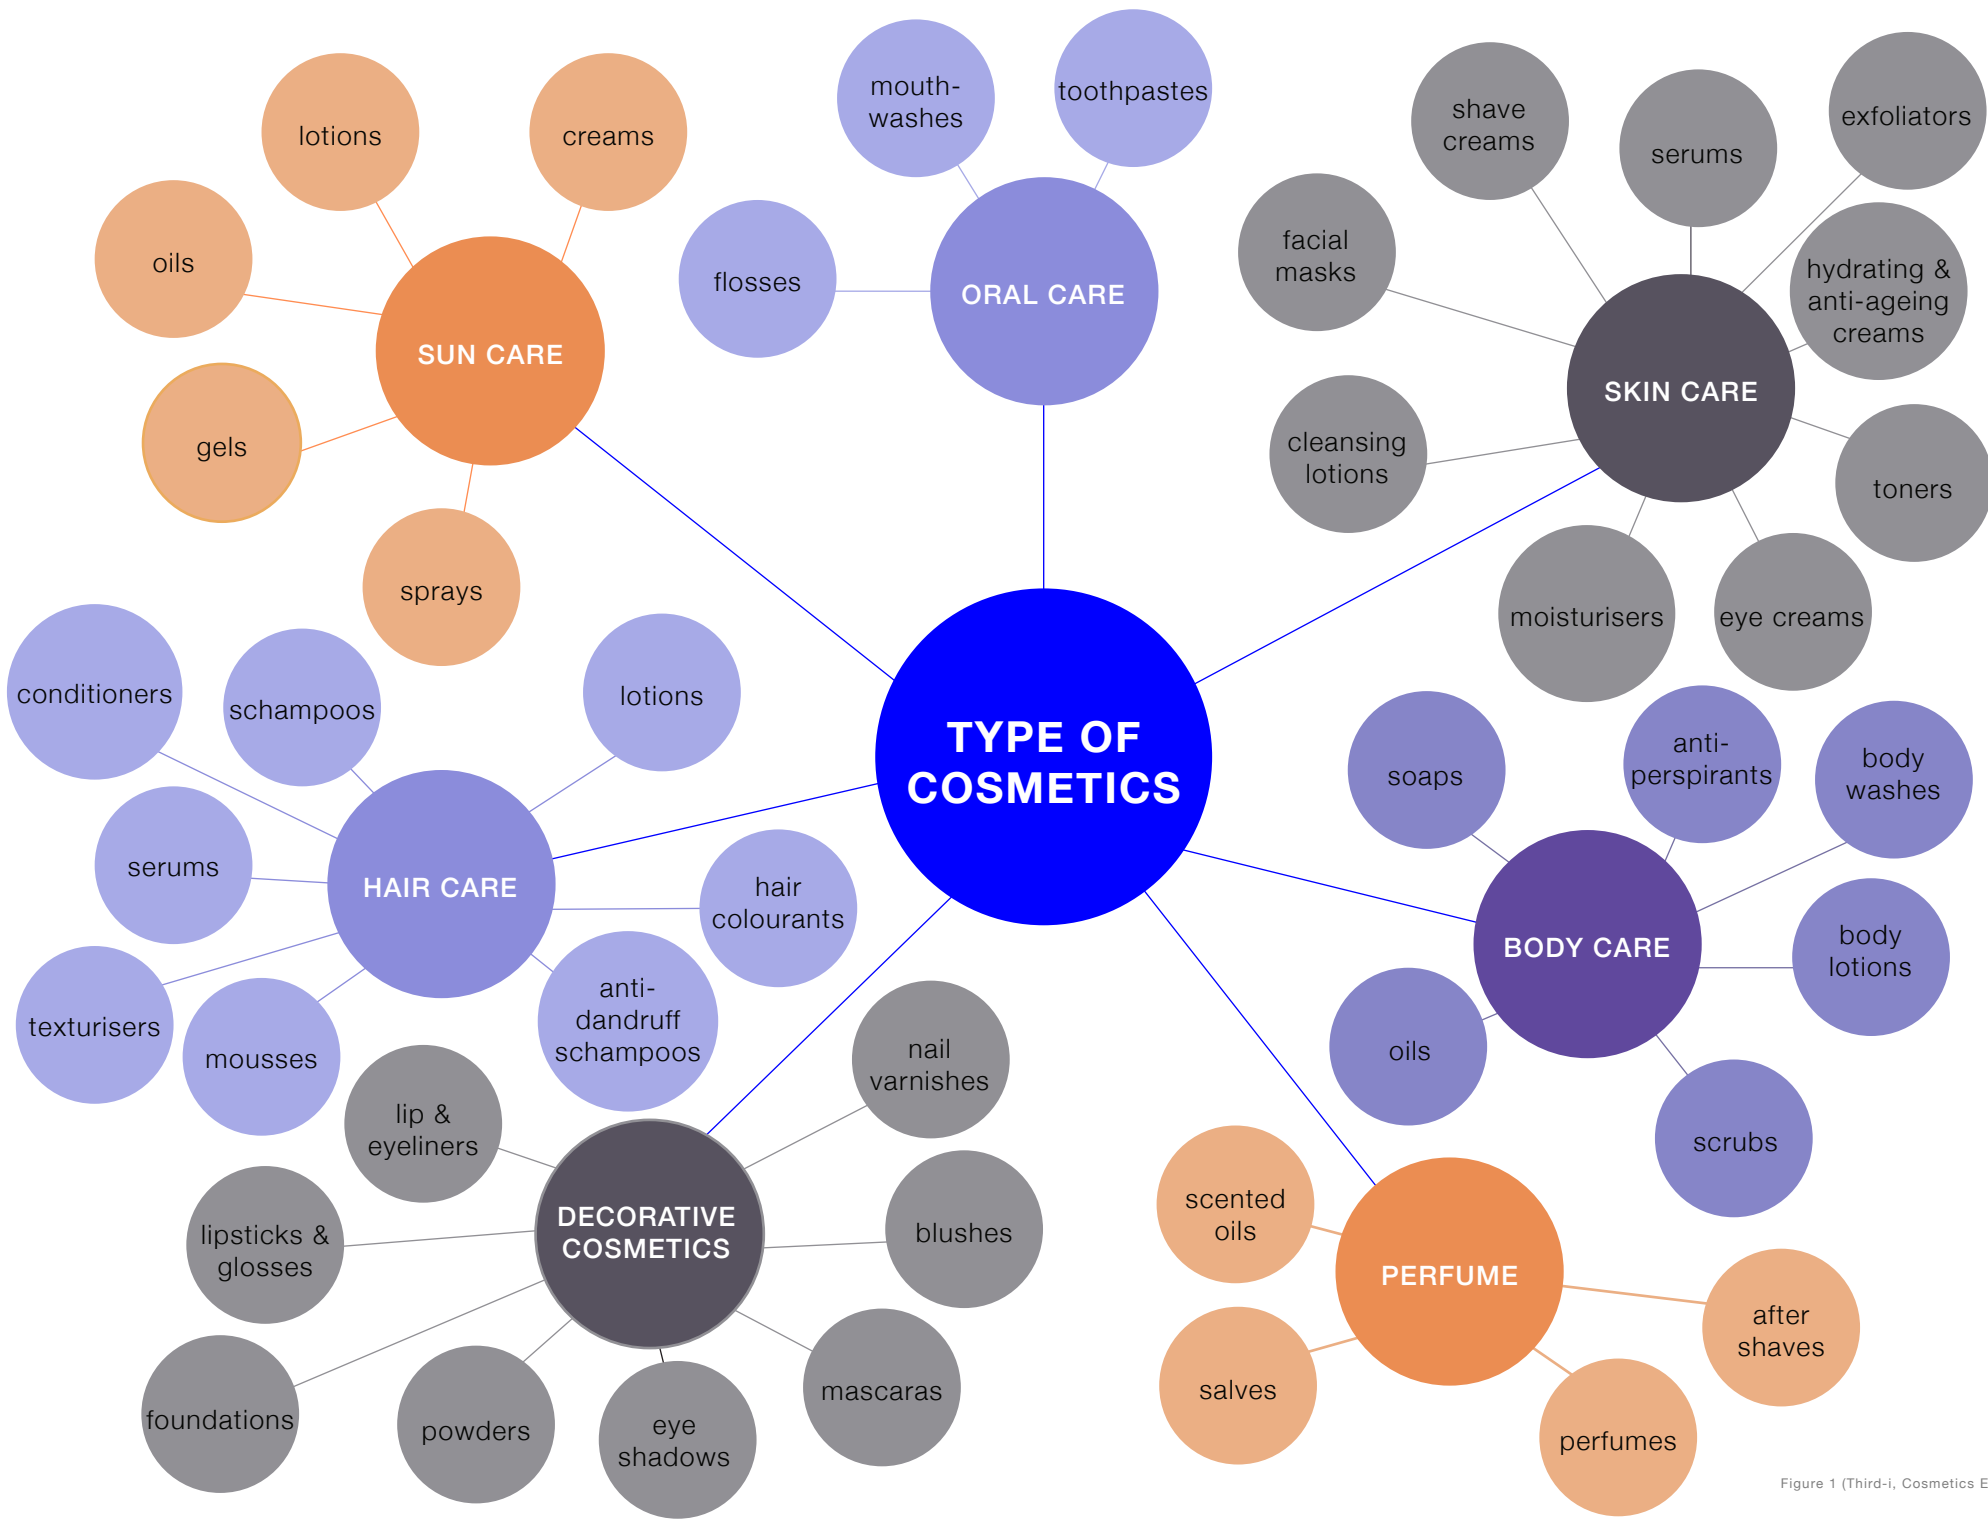 TYPE OF
COSMETICS
SUN CARE
lotions
creams
oils
gels
sprays
ORAL CARE
mouth-
washes
toothpastes
flosses
SKIN CARE
shave
creams
serums
exfoliators
facial
masks
hydrating &
anti-ageing
creams
cleansing
lotions
toners
moisturisers
eye creams
HAIR CARE
conditioners
schampoos
lotions
serums
hair
colourants
texturisers
mousses
anti-
dandruff
schampoos
BODY CARE
soaps
anti-
perspirants
body
washes
body
lotions
oils
scrubs
DECORATIVE
COSMETICS
lip &
eyeliners
nail
varnishes
lipsticks &
glosses
blushes
foundations
powders
eye
shadows
mascaras
PERFUME
scented
oils
after
shaves
salves
perfumes
Figure 1 (Third-i, Cosmetics E